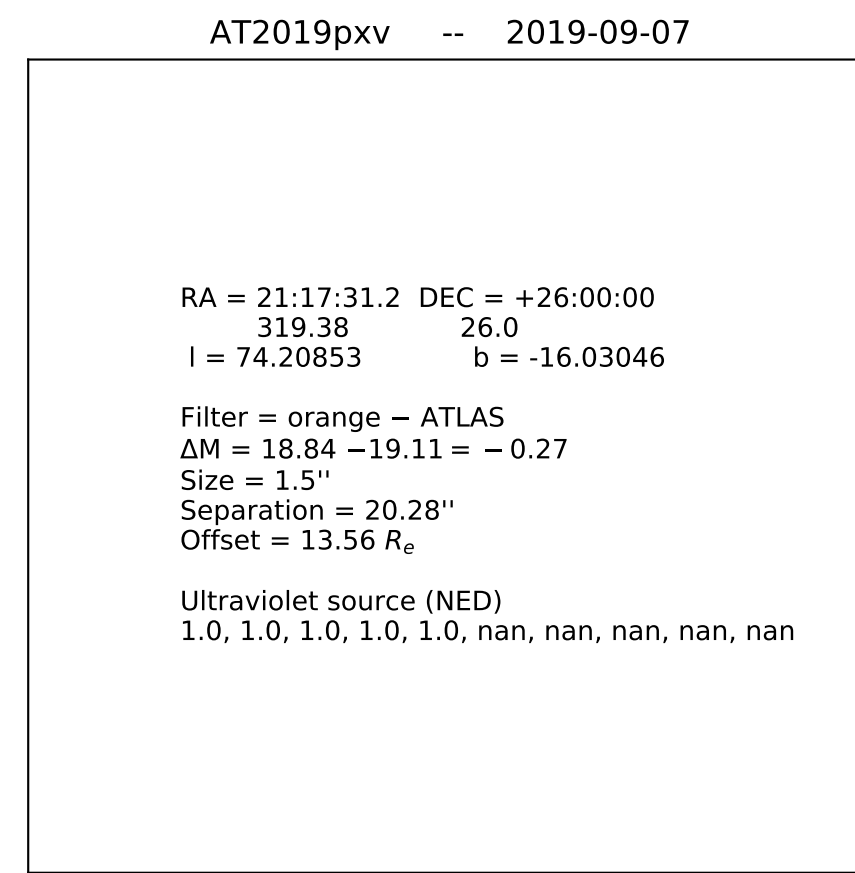 AT2019pxv -- 2019-09-07
RA = 21:17:31.2 DEC = +26:00:00
319.38 26.0
l = 74.20853 b = -16.03046
Filter = orange − ATLAS
ΔM = 18.84 −19.11 = − 0.27
Size = 1.5''
Separation = 20.28''
Offset = 13.56 Re
Ultraviolet source (NED)
1.0, 1.0, 1.0, 1.0, 1.0, nan, nan, nan, nan, nan